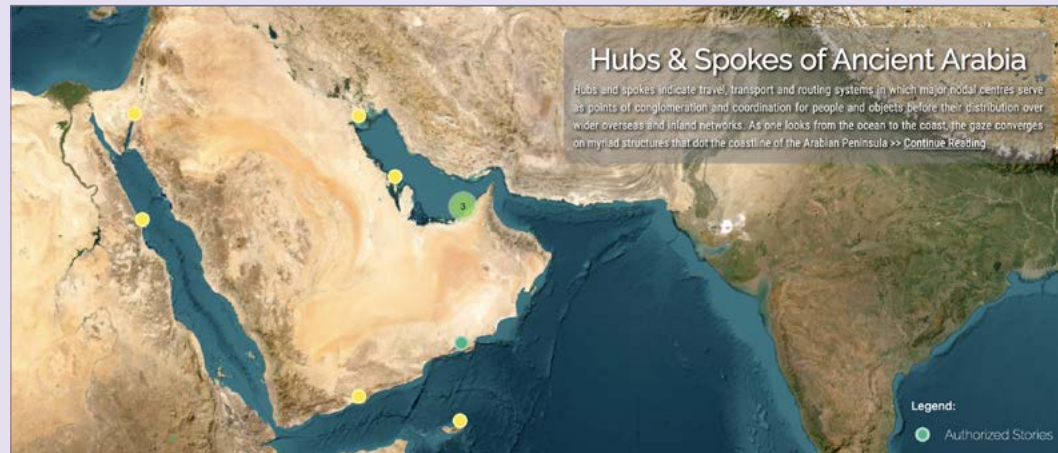 Hubs & Spokes of Ancient Arabia
Hubs and spokes indicate travel, transport and routing systems in which major nodal centres serve
as points of conglomeration and coordination for people and objects before their distribution over
wider overseas and inland networks. As one looks from the ocean to the coast, the gaze converges
on myriad structures that dot the coastline of the Arabian Peninsula >> Continue Reading
3
Legend:
Authorized Stories